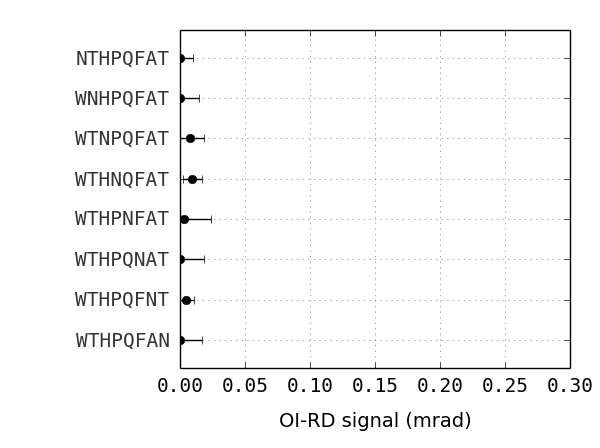 NTHPQFAT
WNHPQFAT
WTNPQFAT
WTHNQFAT
WTHPNFAT
WTHPQNAT
WTHPQFNT
WTHPQFAN
0.00 0.05 0.10 0.15 0.20 0.25 0.30
OI-RD signal (mrad)